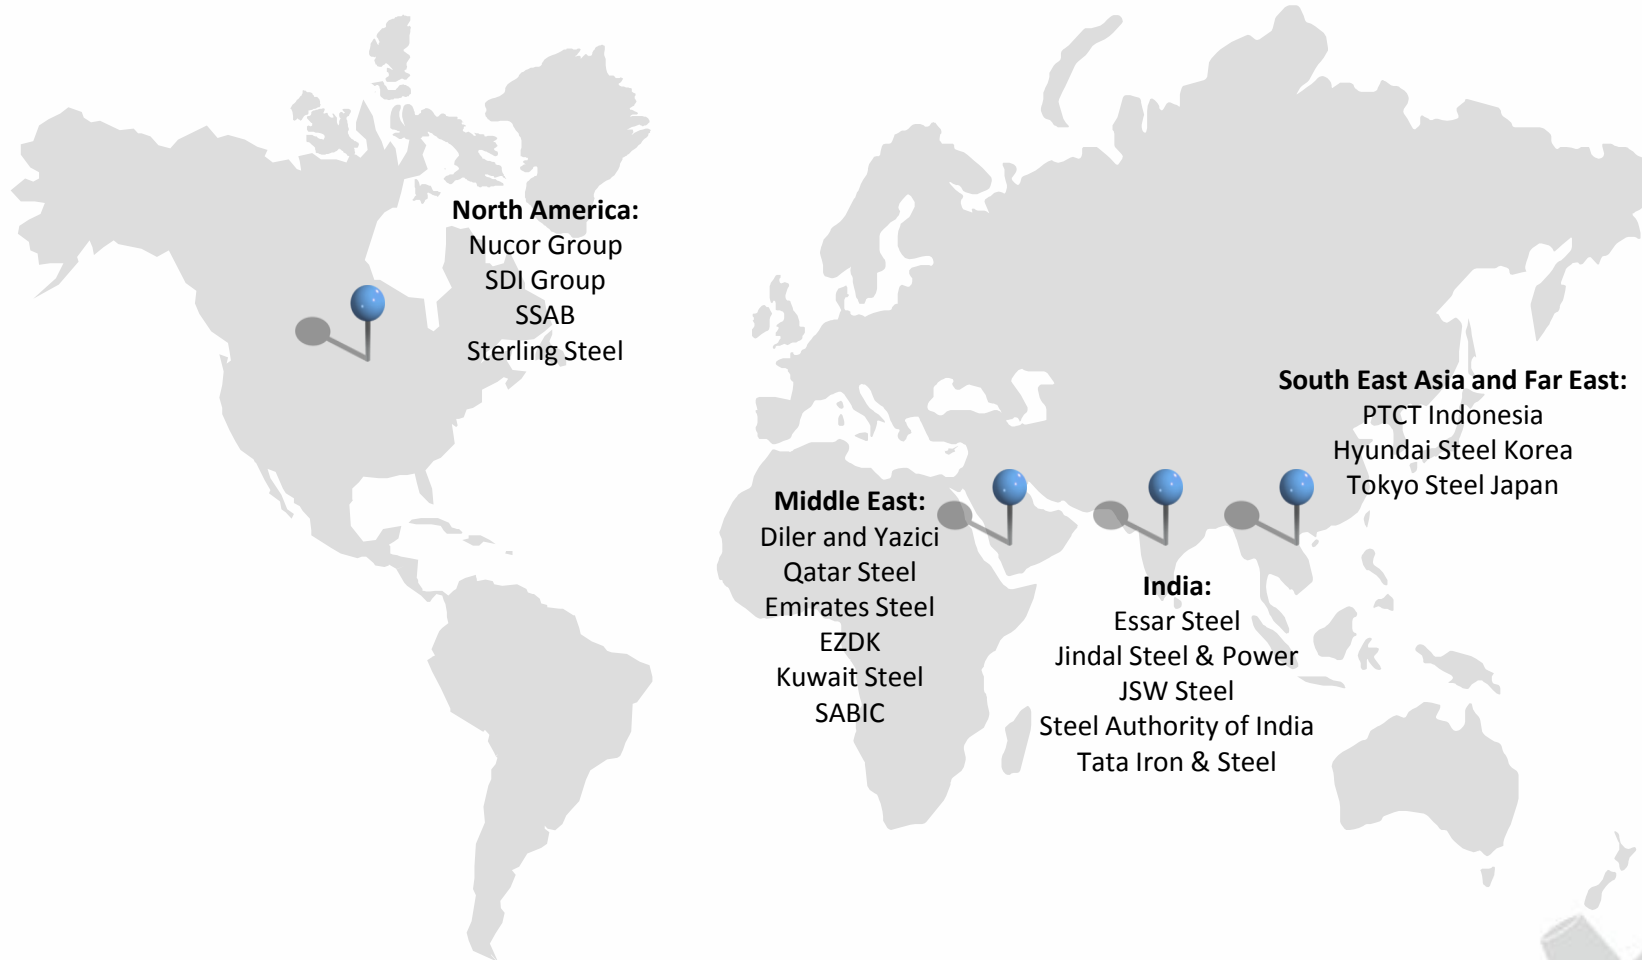 North America:
Nucor Group
SDI Group
SSAB
Sterling Steel
South East Asia and Far East:
PTCT Indonesia
Hyundai Steel Korea
Tokyo Steel Japan
Middle East:
Diler and Yazici
Qatar Steel
Emirates Steel
EZDK
Kuwait Steel
SABIC
India:
Essar Steel
Jindal Steel & Power
JSW Steel
Steel Authority of India
Tata Iron & Steel